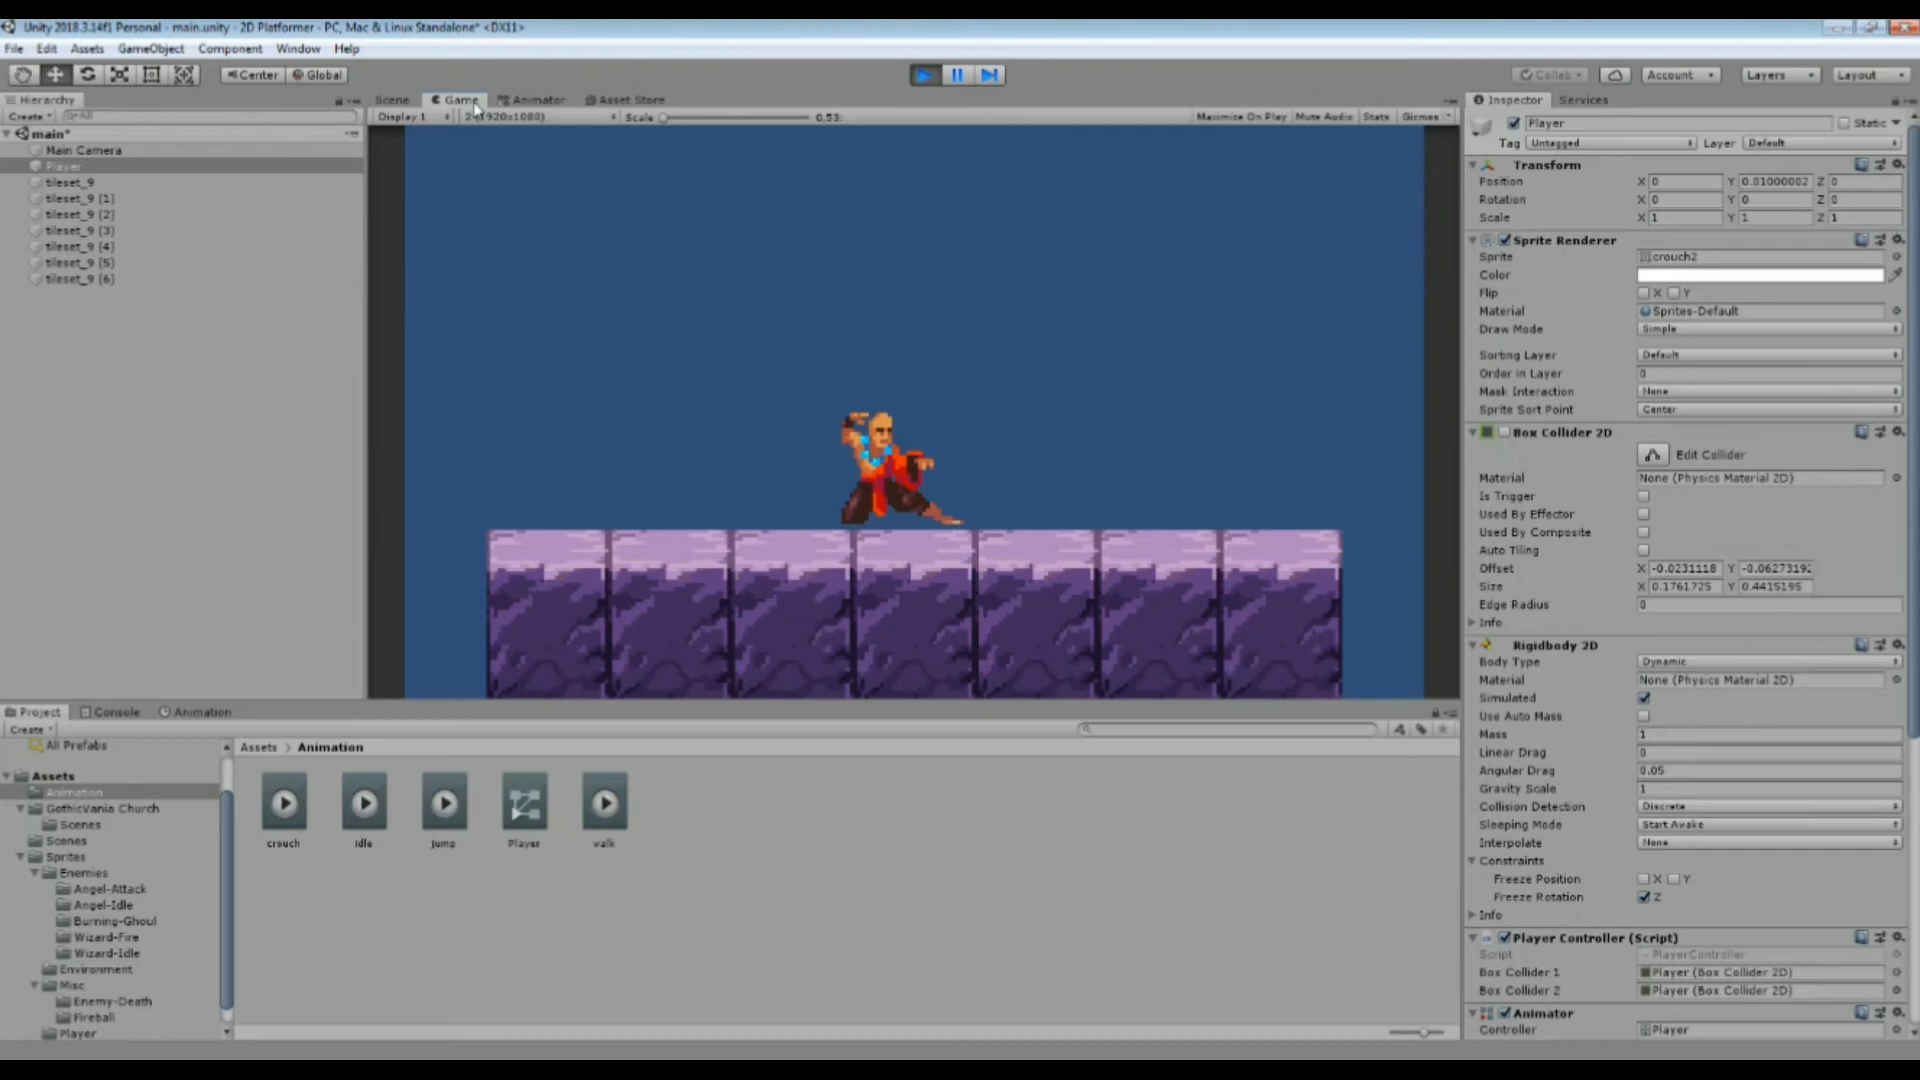 Unity 2018.3.14f1 Personal - main.unity - 2D Platformer - PC, Mac & Linux Standalone* <DX11>
File Edit Assets GameObject Component Window Help
Center Global Collab Account Layers Layout
Hierarchy
Create All
main*
Main Camera
Player
tileset_9
tileset_9 (1)
tileset_9 (2)
tileset_9 (3)
tileset_9 (4)
tileset_9 (5)
tileset_9 (6)
Scene Game Animator Asset Store
Display 1 (1920x1080) Scale 0.53: Maximize On Play Mute Audio Stats Gizmos
Project Console Animation
Create
All Prefabs
Assets
Animation
GothicVania Church
Scenes
Scenes
Sprites
Enemies
Angel-Attack
Angel-Idle
Burning-Ghoul
Wizard-Fire
Wizard-Idle
Environment
Misc
Enemy-Death
Fireball
Player
Assets > Animation
crouch idle jump Player walk
Inspector Services
Player Static
Tag Untagged Layer Default
Transform
Position X 0 Y 0.01000002 Z 0
Rotation X 0 Y 0 Z 0
Scale X 1 Y 1 Z 1
Sprite Renderer
Sprite crouch2
Color
Flip X Y
Material Sprites-Default
Draw Mode Simple
Sorting Layer Default
Order in Layer 0
Mask Interaction None
Sprite Sort Point Center
Box Collider 2D
Edit Collider
Material None (Physics Material 2D)
Is Trigger
Used By Effector
Used By Composite
Auto Tiling
Offset X -0.0231118 Y -0.0627319
Size X 0.1761725 Y 0.4415195
Edge Radius 0
Info
Rigidbody 2D
Body Type Dynamic
Material None (Physics Material 2D)
Simulated
Use Auto Mass
Mass 1
Linear Drag 0
Angular Drag 0.05
Gravity Scale 1
Collision Detection Discrete
Sleeping Mode Start Awake
Interpolate None
Constraints
Freeze Position X Y
Freeze Rotation Z
Info
Player Controller (Script)
Script PlayerController
Box Collider 1 Player (Box Collider 2D)
Box Collider 2 Player (Box Collider 2D)
Animator
Controller Player